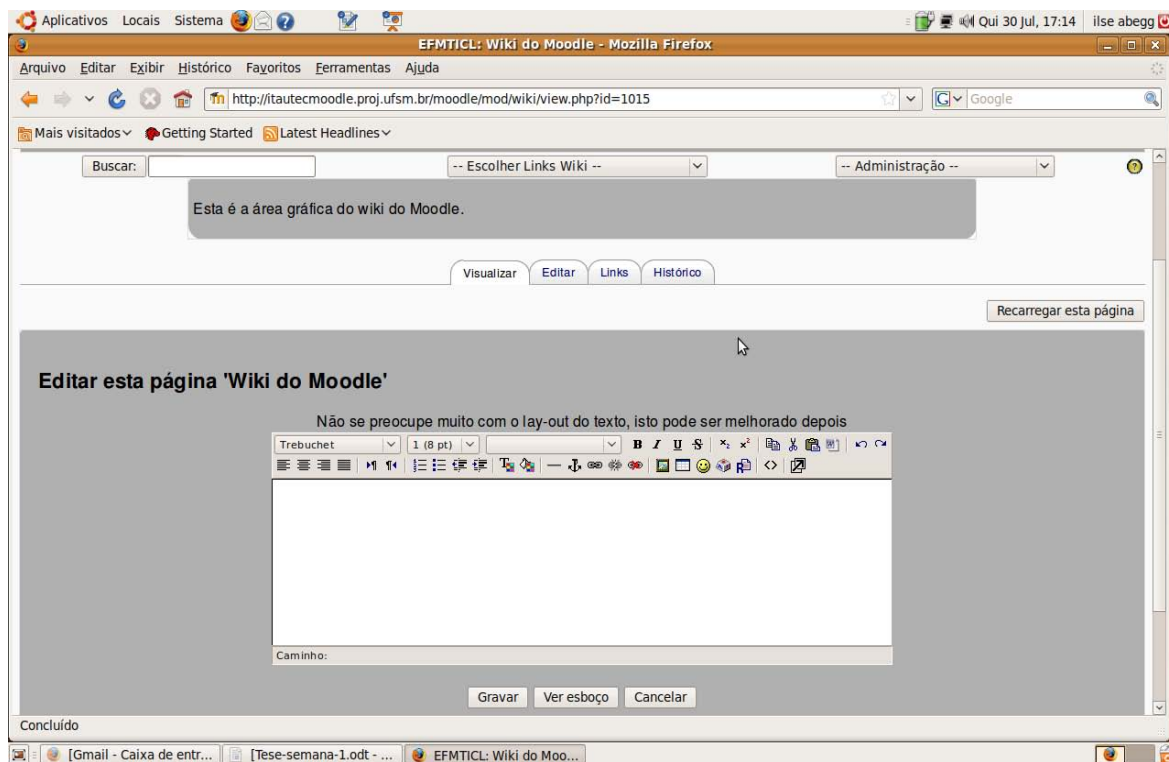 Aplicativos Locais Sistema Qui 30 Jul, 17:14 ilse abegg
EFMTICL: Wiki do Moodle - Mozilla Firefox
Arquivo Editar Exibir Histórico Favoritos Ferramentas Ajuda
http://itautecmoodle.proj.ufsm.br/moodle/mod/wiki/view.php?id=1015 G Google
Mais visitados Getting Started Latest Headlines
Buscar: -- Escolher Links Wiki -- -- Administração --
Esta é a área gráfica do wiki do Moodle.
Visualizar Editar Links Histórico
Recarregar esta página
Editar esta página 'Wiki do Moodle'
Não se preocupe muito com o lay-out do texto, isto pode ser melhorado depois
Trebuchet 1 (8 pt) B I U S
Caminho:
Gravar Ver esboço Cancelar
Concluído
[Gmail - Caixa de entr... [Tese-semana-1.odt - ... EFMTICL: Wiki do Moo...